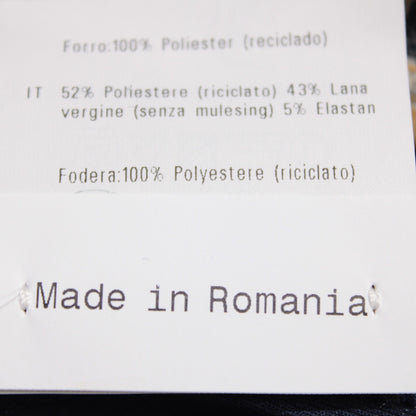 Forro:100% Poliester (reciclado)
IT 52% Poliestere (riciclato) 43% Lana
vergine (senza mulesing) 5% Elastan
Fodera:100% Polyestere (riciclato)
Made in Romania